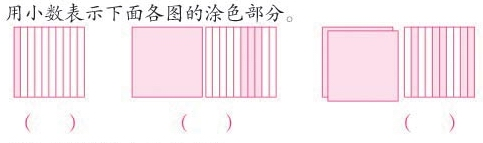 用小数表示下面各图的涂色部分。
(    )    (    )    (    )